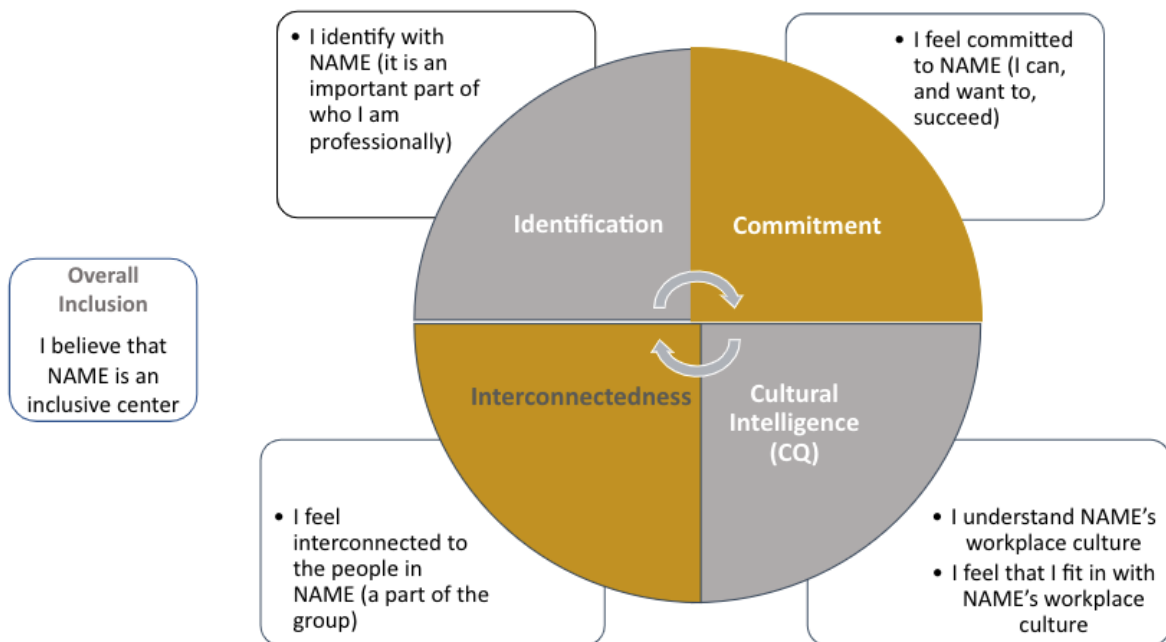 • I identify with
NAME (it is an
important part of
who I am
professionally)
• I feel committed
to NAME (I can,
and want to,
succeed)
Identification
Commitment
Overall
Inclusion
I believe that
NAME is an
inclusive center
Interconnectedness
Cultural
Intelligence
(CQ)
• I feel
interconnected to
the people in
NAME (a part of the
group)
• I understand NAME’s
workplace culture
• I feel that I fit in with
NAME’s workplace
culture